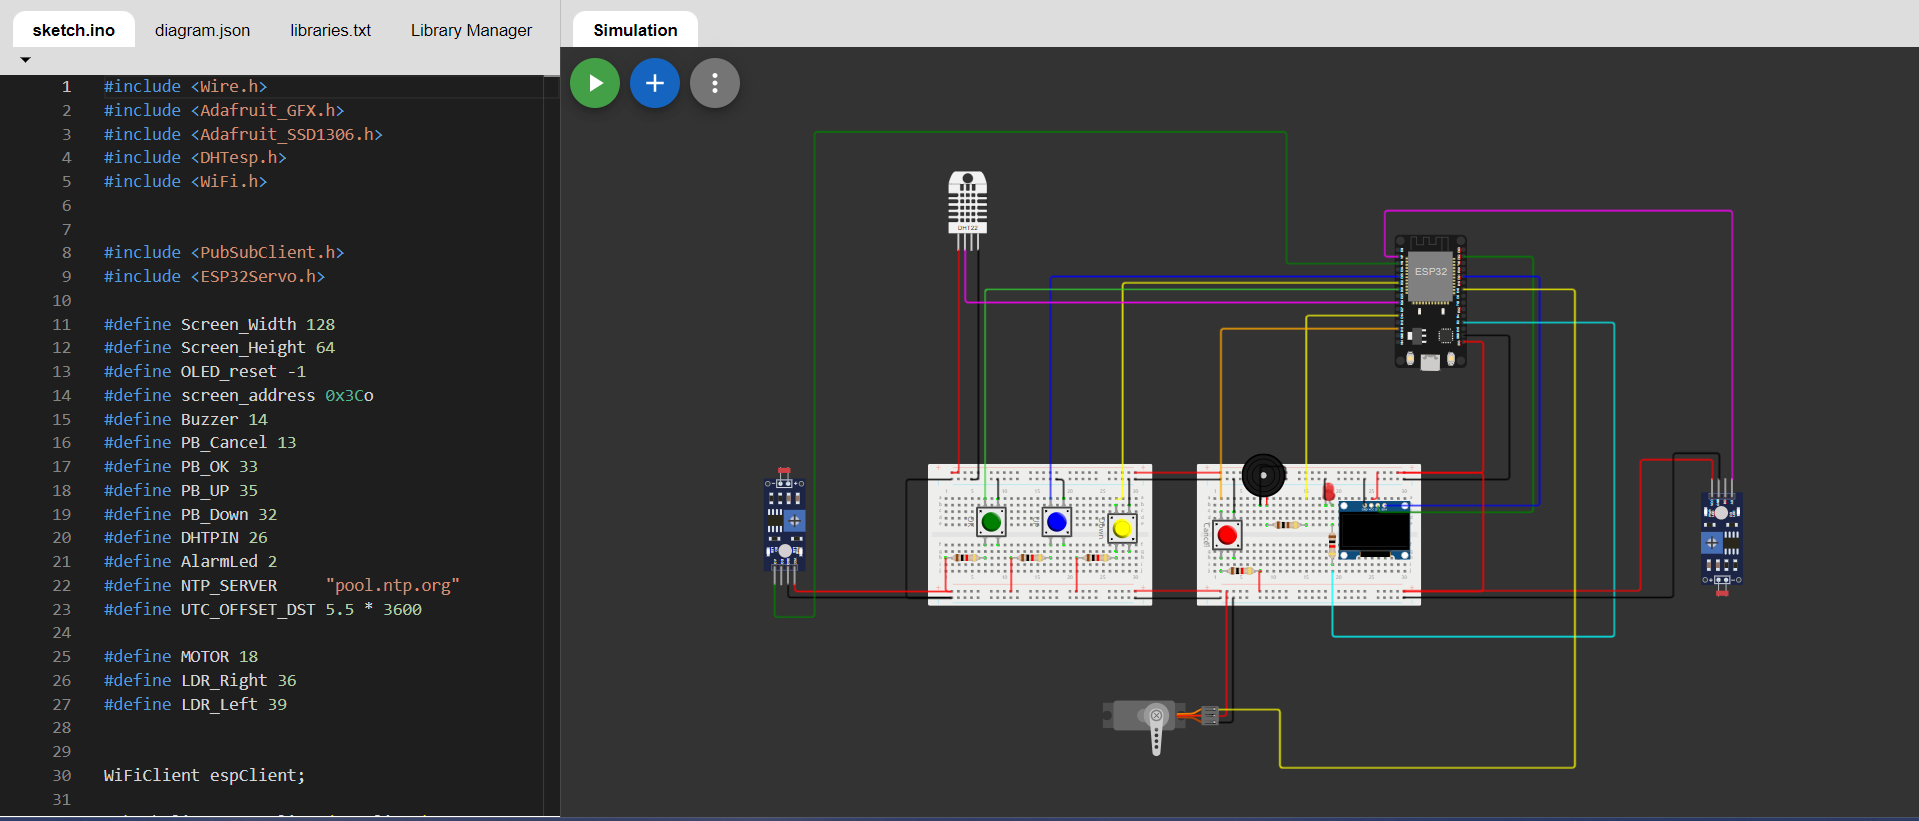 sketch.ino diagram.json libraries.txt Library Manager
Simulation
1 #include <Wire.h>
2 #include <Adafruit_GFX.h>
3 #include <Adafruit_SSD1306.h>
4 #include <DHTesp.h>
5 #include <WiFi.h>
6
7
8 #include <PubSubClient.h>
9 #include <ESP32Servo.h>
10
11 #define Screen_Width 128
12 #define Screen_Height 64
13 #define OLED_reset -1
14 #define screen_address 0x3Co
15 #define Buzzer 14
16 #define PB_Cancel 13
17 #define PB_OK 33
18 #define PB_UP 35
19 #define PB_Down 32
20 #define DHTPIN 26
21 #define AlarmLed 2
22 #define NTP_SERVER     "pool.ntp.org"
23 #define UTC_OFFSET_DST 5.5 * 3600
24
25 #define MOTOR 18
26 #define LDR_Right 36
27 #define LDR_Left 39
28
29
30 WiFiClient espClient;
31
DHT22
ESP32
Down
Cancel